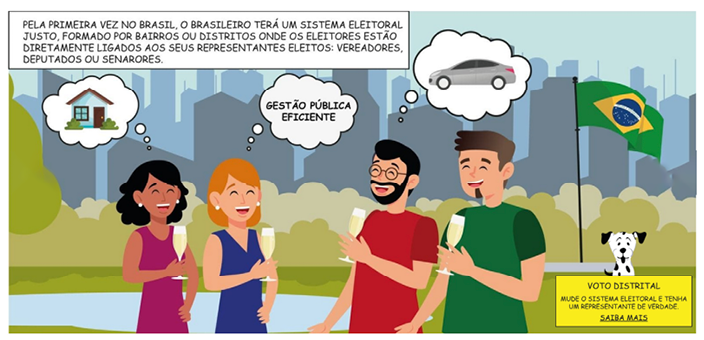 PELA PRIMEIRA VEZ NO BRASIL, O BRASILEIRO TERÁ UM SISTEMA ELEITORAL
JUSTO, FORMADO POR BAIRROS OU DISTRITOS ONDE OS ELEITORES ESTÃO
DIRETAMENTE LIGADOS AOS SEUS REPRESENTANTES ELEITOS: VEREADORES,
DEPUTADOS OU SENARORES.
GESTÃO PÚBLICA
EFICIENTE
VOTO DISTRITAL
MUDE O SISTEMA ELEITORAL E TENHA
UM REPRESENTANTE DE VERDADE.
SAIBA MAIS